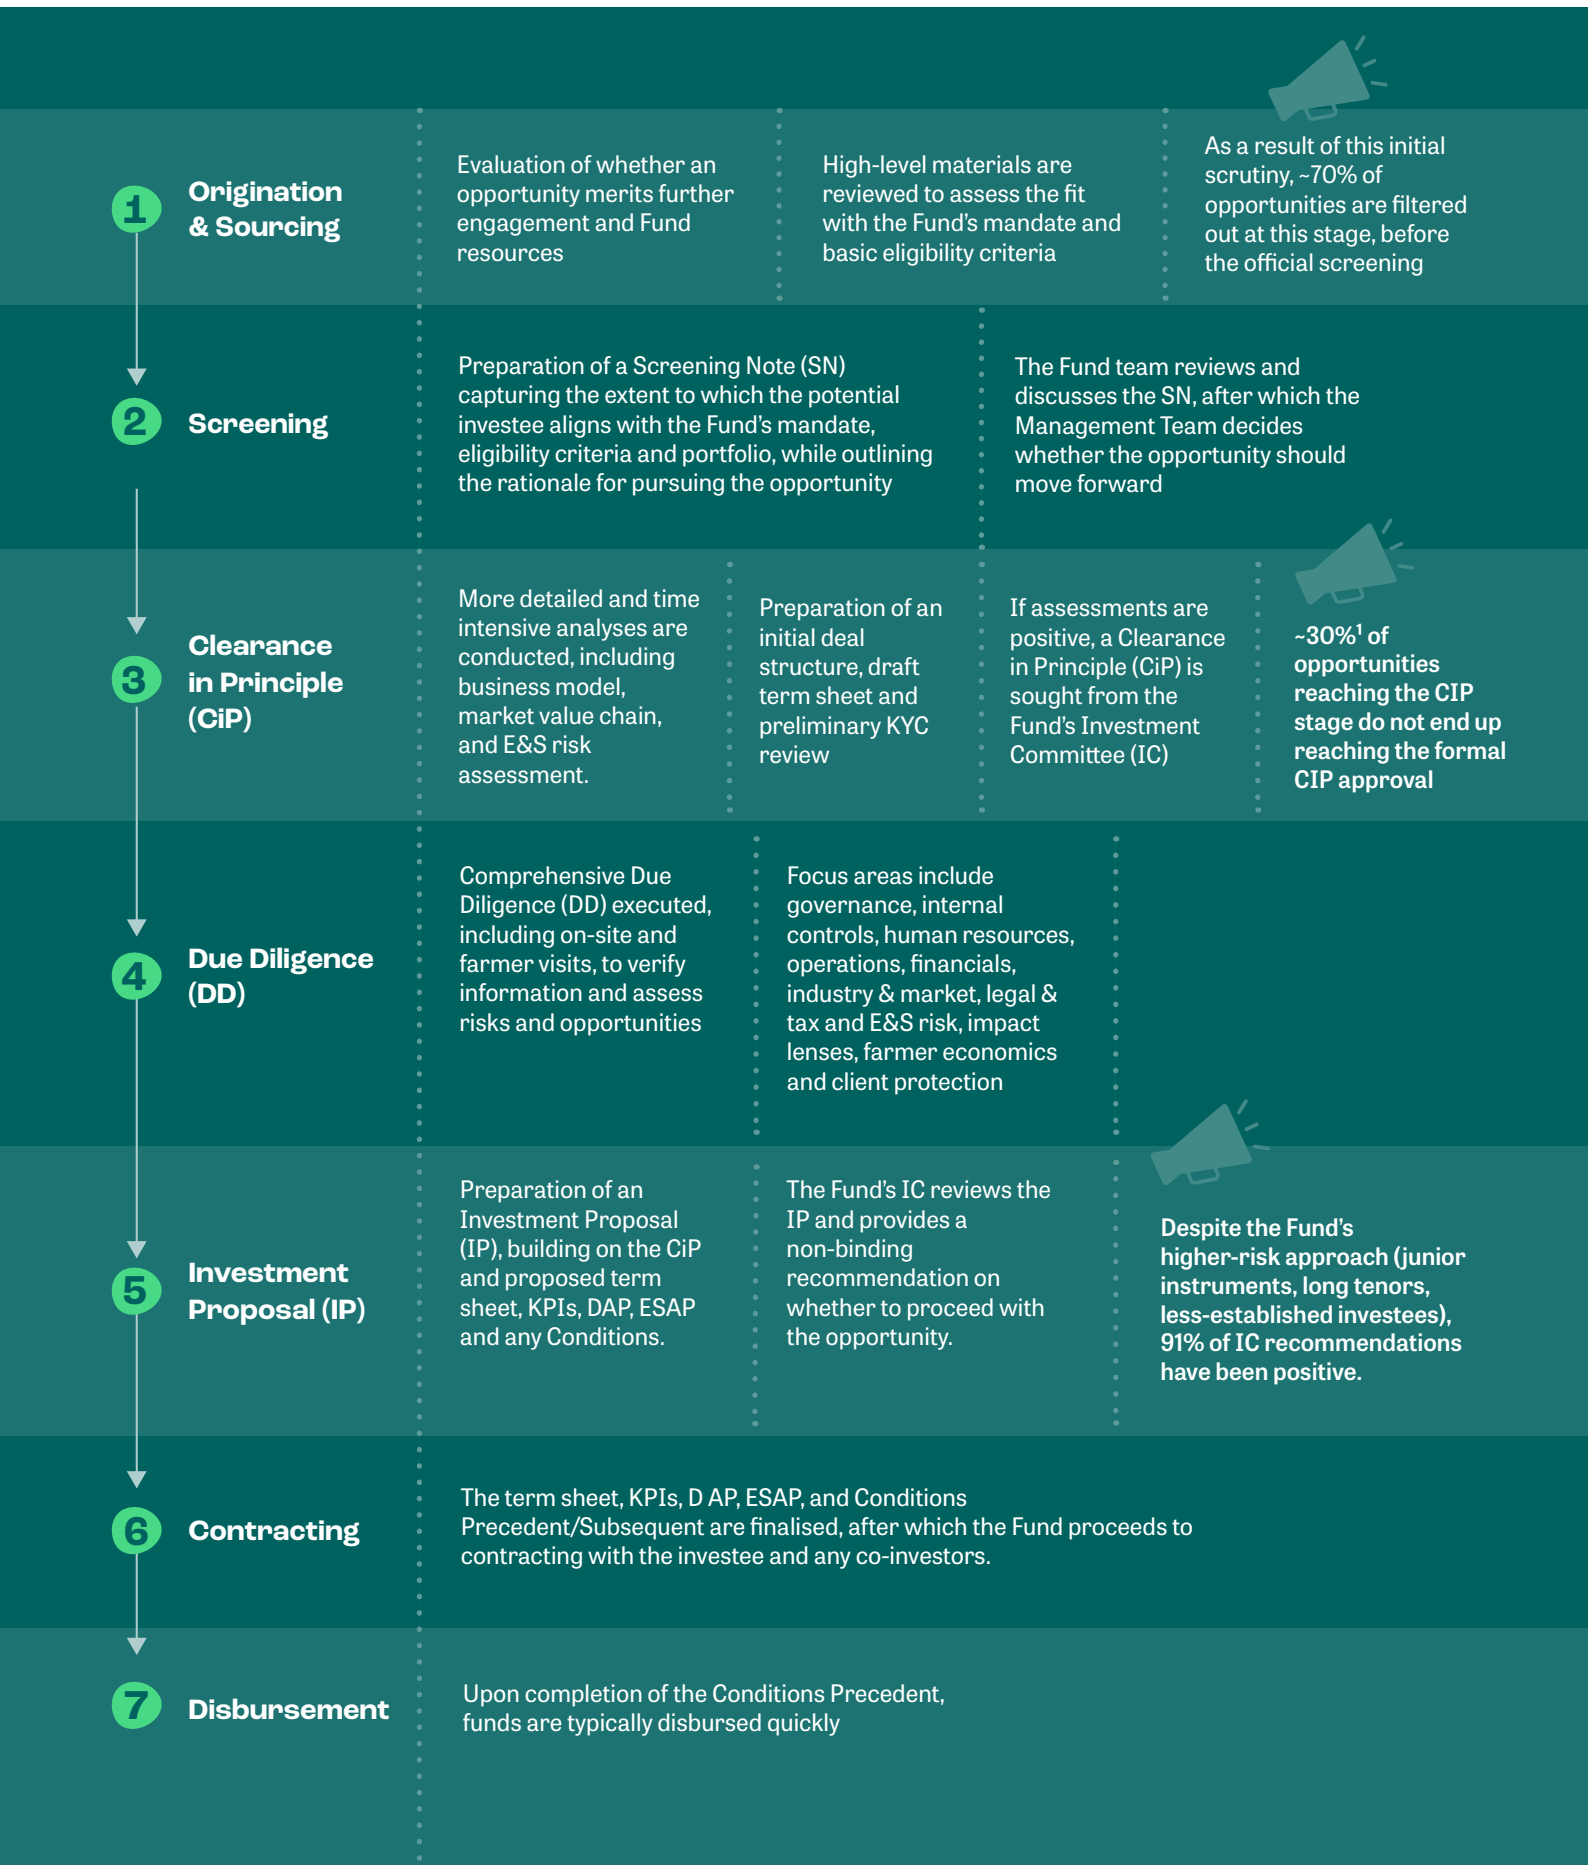 1
Origination
& Sourcing
Evaluation of whether an
opportunity merits further
engagement and Fund
resources
High-level materials are
reviewed to assess the fit
with the Fund's mandate and
basic eligibility criteria
As a result of this initial
scrutiny, ~70% of
opportunities are filtered
out at this stage, before
the official screening
2
Screening
Preparation of a Screening Note (SN)
capturing the extent to which the potential
investee aligns with the Fund's mandate,
eligibility criteria and portfolio, while outlining
the rationale for pursuing the opportunity
The Fund team reviews and
discusses the SN, after which the
Management Team decides
whether the opportunity should
move forward
3
Clearance
in Principle
(CiP)
More detailed and time
intensive analyses are
conducted, including
business model,
market value chain,
and E&S risk
assessment.
Preparation of an
initial deal
structure, draft
term sheet and
preliminary KYC
review
If assessments are
positive, a Clearance
in Principle (CiP) is
sought from the
Fund's Investment
Committee (IC)
~30%¹ of
opportunities
reaching the CIP
stage do not end up
reaching the formal
CIP approval
4
Due Diligence
(DD)
Comprehensive Due
Diligence (DD) executed,
including on-site and
farmer visits, to verify
information and assess
risks and opportunities
Focus areas include
governance, internal
controls, human resources,
operations, financials,
industry & market, legal &
tax and E&S risk, impact
lenses, farmer economics
and client protection
5
Investment
Proposal (IP)
Preparation of an
Investment Proposal
(IP), building on the CiP
and proposed term
sheet, KPIs, DAP, ESAP
and any Conditions.
The Fund's IC reviews the
IP and provides a
non-binding
recommendation on
whether to proceed with
the opportunity.
Despite the Fund's
higher-risk approach (junior
instruments, long tenors,
less-established investees),
91% of IC recommendations
have been positive.
6
Contracting
The term sheet, KPIs, D AP, ESAP, and Conditions
Precedent/Subsequent are finalised, after which the Fund proceeds to
contracting with the investee and any co-investors.
7
Disbursement
Upon completion of the Conditions Precedent,
funds are typically disbursed quickly